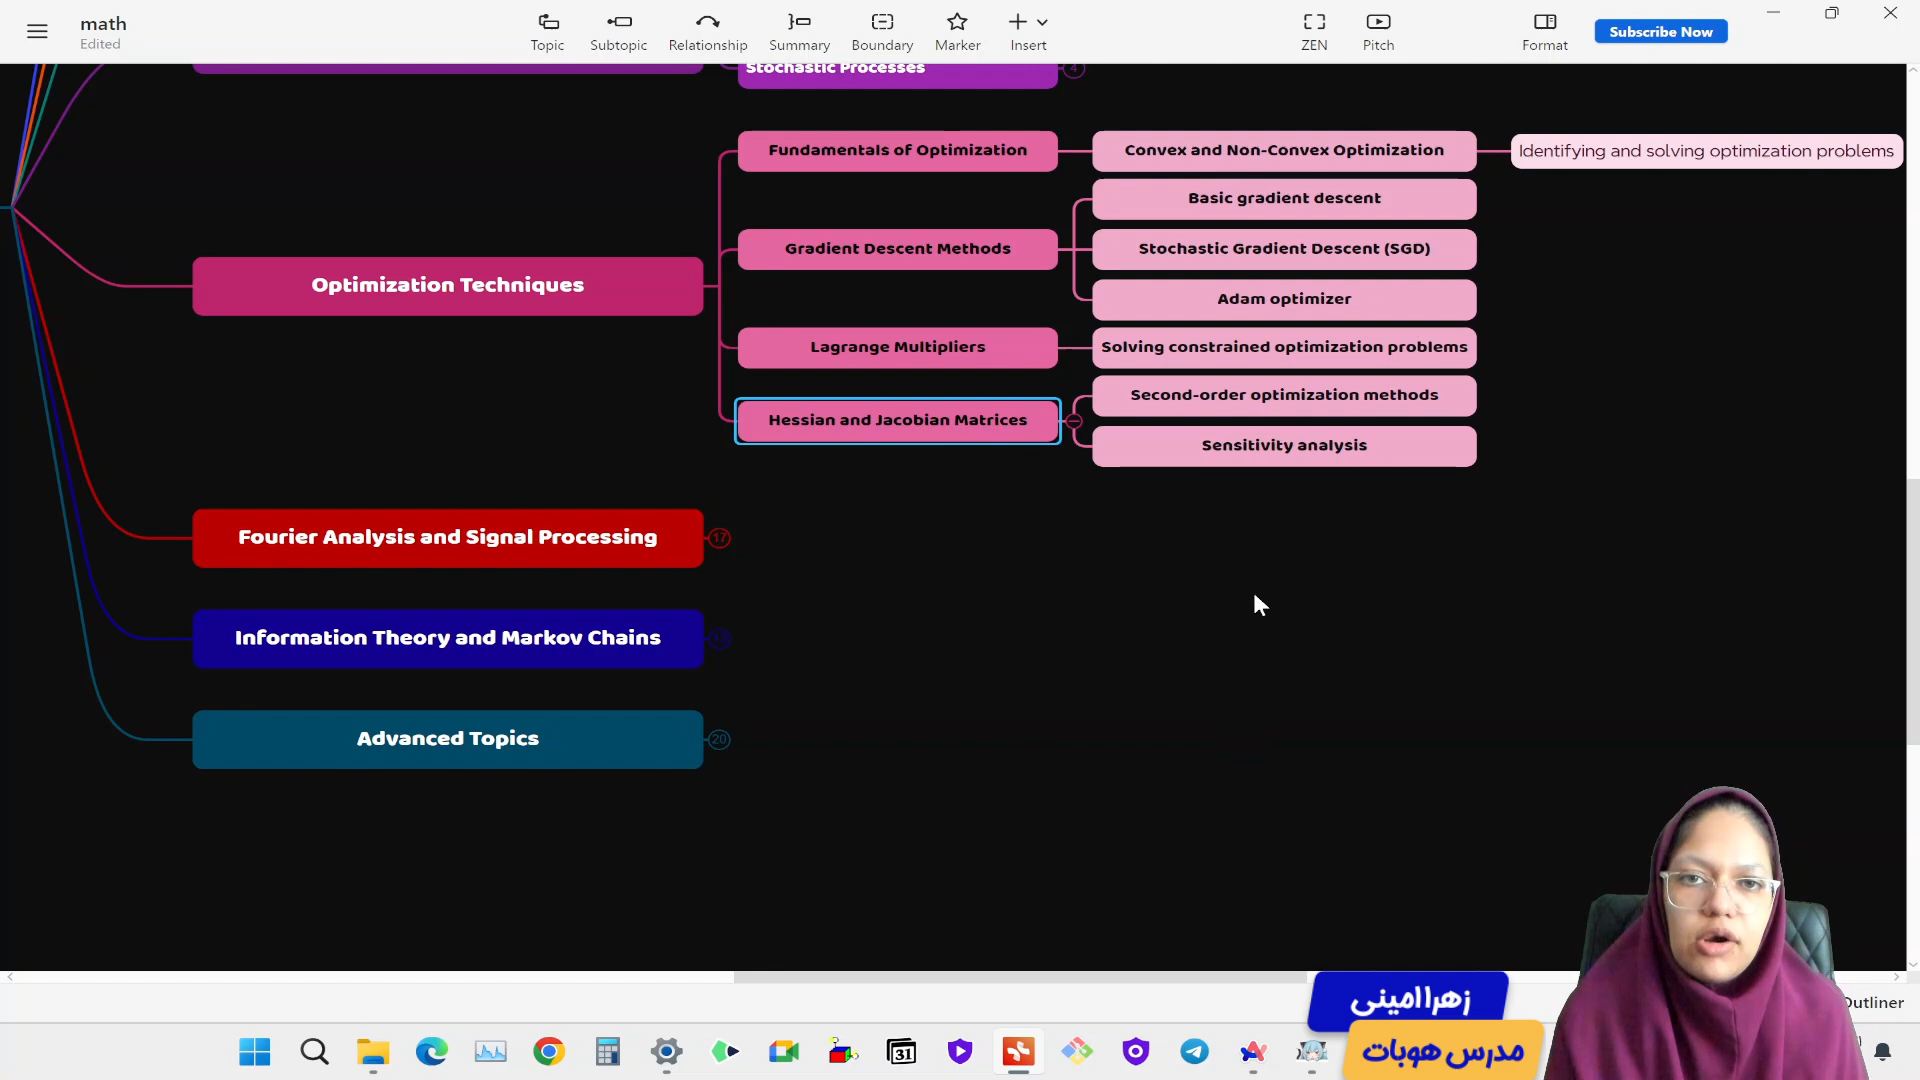 math
Edited
Topic
Subtopic
Relationship
Summary
Boundary
Marker
Insert
ZEN
Pitch
Format
Subscribe Now
Stochastic Processes
4
Fundamentals of Optimization
Convex and Non-Convex Optimization
Identifying and solving optimization problems
Basic gradient descent
Gradient Descent Methods
Stochastic Gradient Descent (SGD)
Optimization Techniques
Adam optimizer
Lagrange Multipliers
Solving constrained optimization problems
Second-order optimization methods
Hessian and Jacobian Matrices
Sensitivity analysis
Fourier Analysis and Signal Processing
17
Information Theory and Markov Chains
Advanced Topics
20
زهرا امینی
Outliner
مدرس هوبات
31